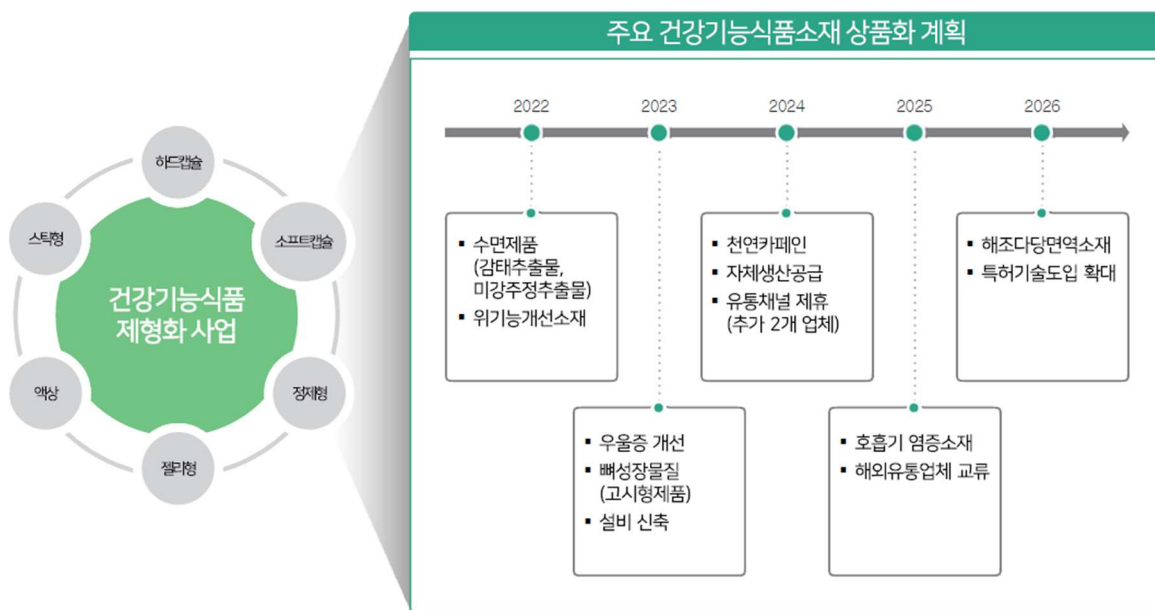 주요 건강기능식품소재 상품화 계획
하드캡슐
스틱형
소프트캡슐
건강기능식품
제형화 사업
액상
정제형
젤리형
2022
2023
2024
2025
2026
▪ 수면제품
(감태추출물,
미강주정추출물)
▪ 위기능개선소재
▪ 우울증 개선
▪ 뼈성장물질
(고시형제품)
▪ 설비 신축
▪ 천연카페인
▪ 자체생산공급
▪ 유통채널 제휴
(추가 2개 업체)
▪ 호흡기 염증소재
▪ 해외유통업체 교류
▪ 해조다당면역소재
▪ 특허기술도입 확대